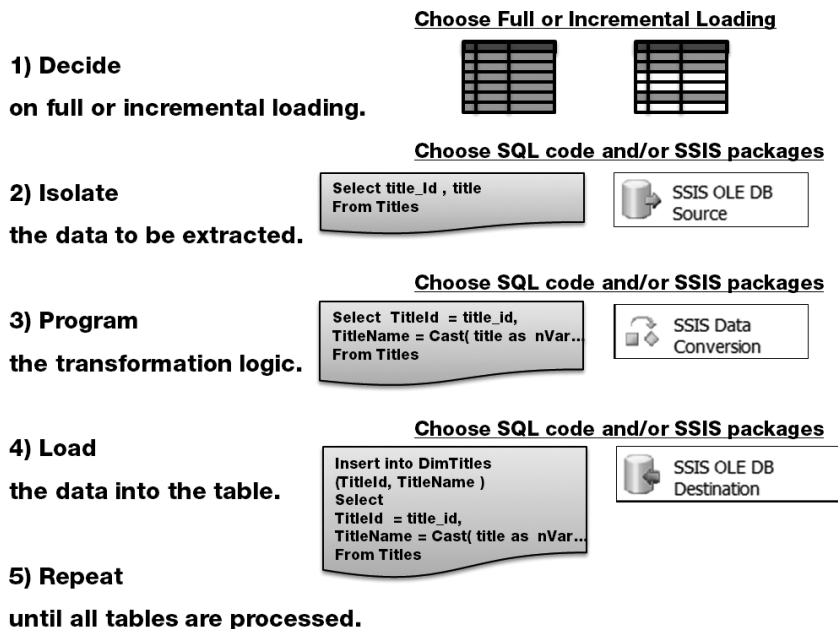 Choose Full or Incremental Loading
1) Decide
on full or incremental loading.
Choose SQL code and/or SSIS packages
2) Isolate
the data to be extracted.
Select title_Id , title
From Titles
SSIS OLE DB
Source
Choose SQL code and/or SSIS packages
3) Program
the transformation logic.
Select  TitleId  = title_id,
TitleName = Cast( title as  nVar...
From Titles
SSIS Data
Conversion
Choose SQL code and/or SSIS packages
4) Load
the data into the table.
Insert into DimTitles
(TitleId, TitleName )
Select
TitleId  = title_id,
TitleName = Cast( title as  nVar...
From Titles
SSIS OLE DB
Destination
5) Repeat
until all tables are processed.